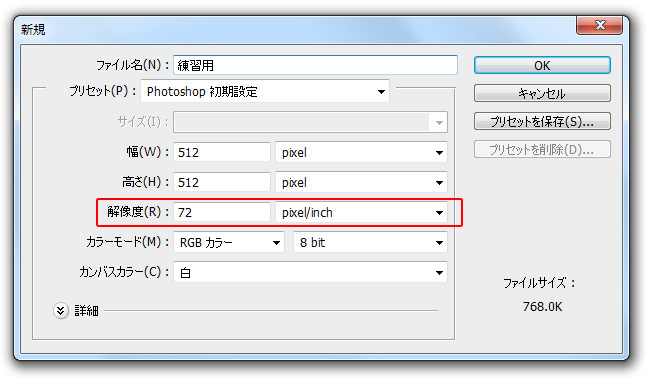 新規
ファイル名(N): 練習用
OK
プリセット(P): Photoshop 初期設定
キャンセル
サイズ(I):
プリセットを保存(S)...
幅(W): 512 pixel
プリセットを削除(D)...
高さ(H): 512 pixel
解像度(R): 72 pixel/inch
カラーモード(M): RGB カラー 8 bit
カンバスカラー(C): 白
ファイルサイズ:
768.0K
詳細